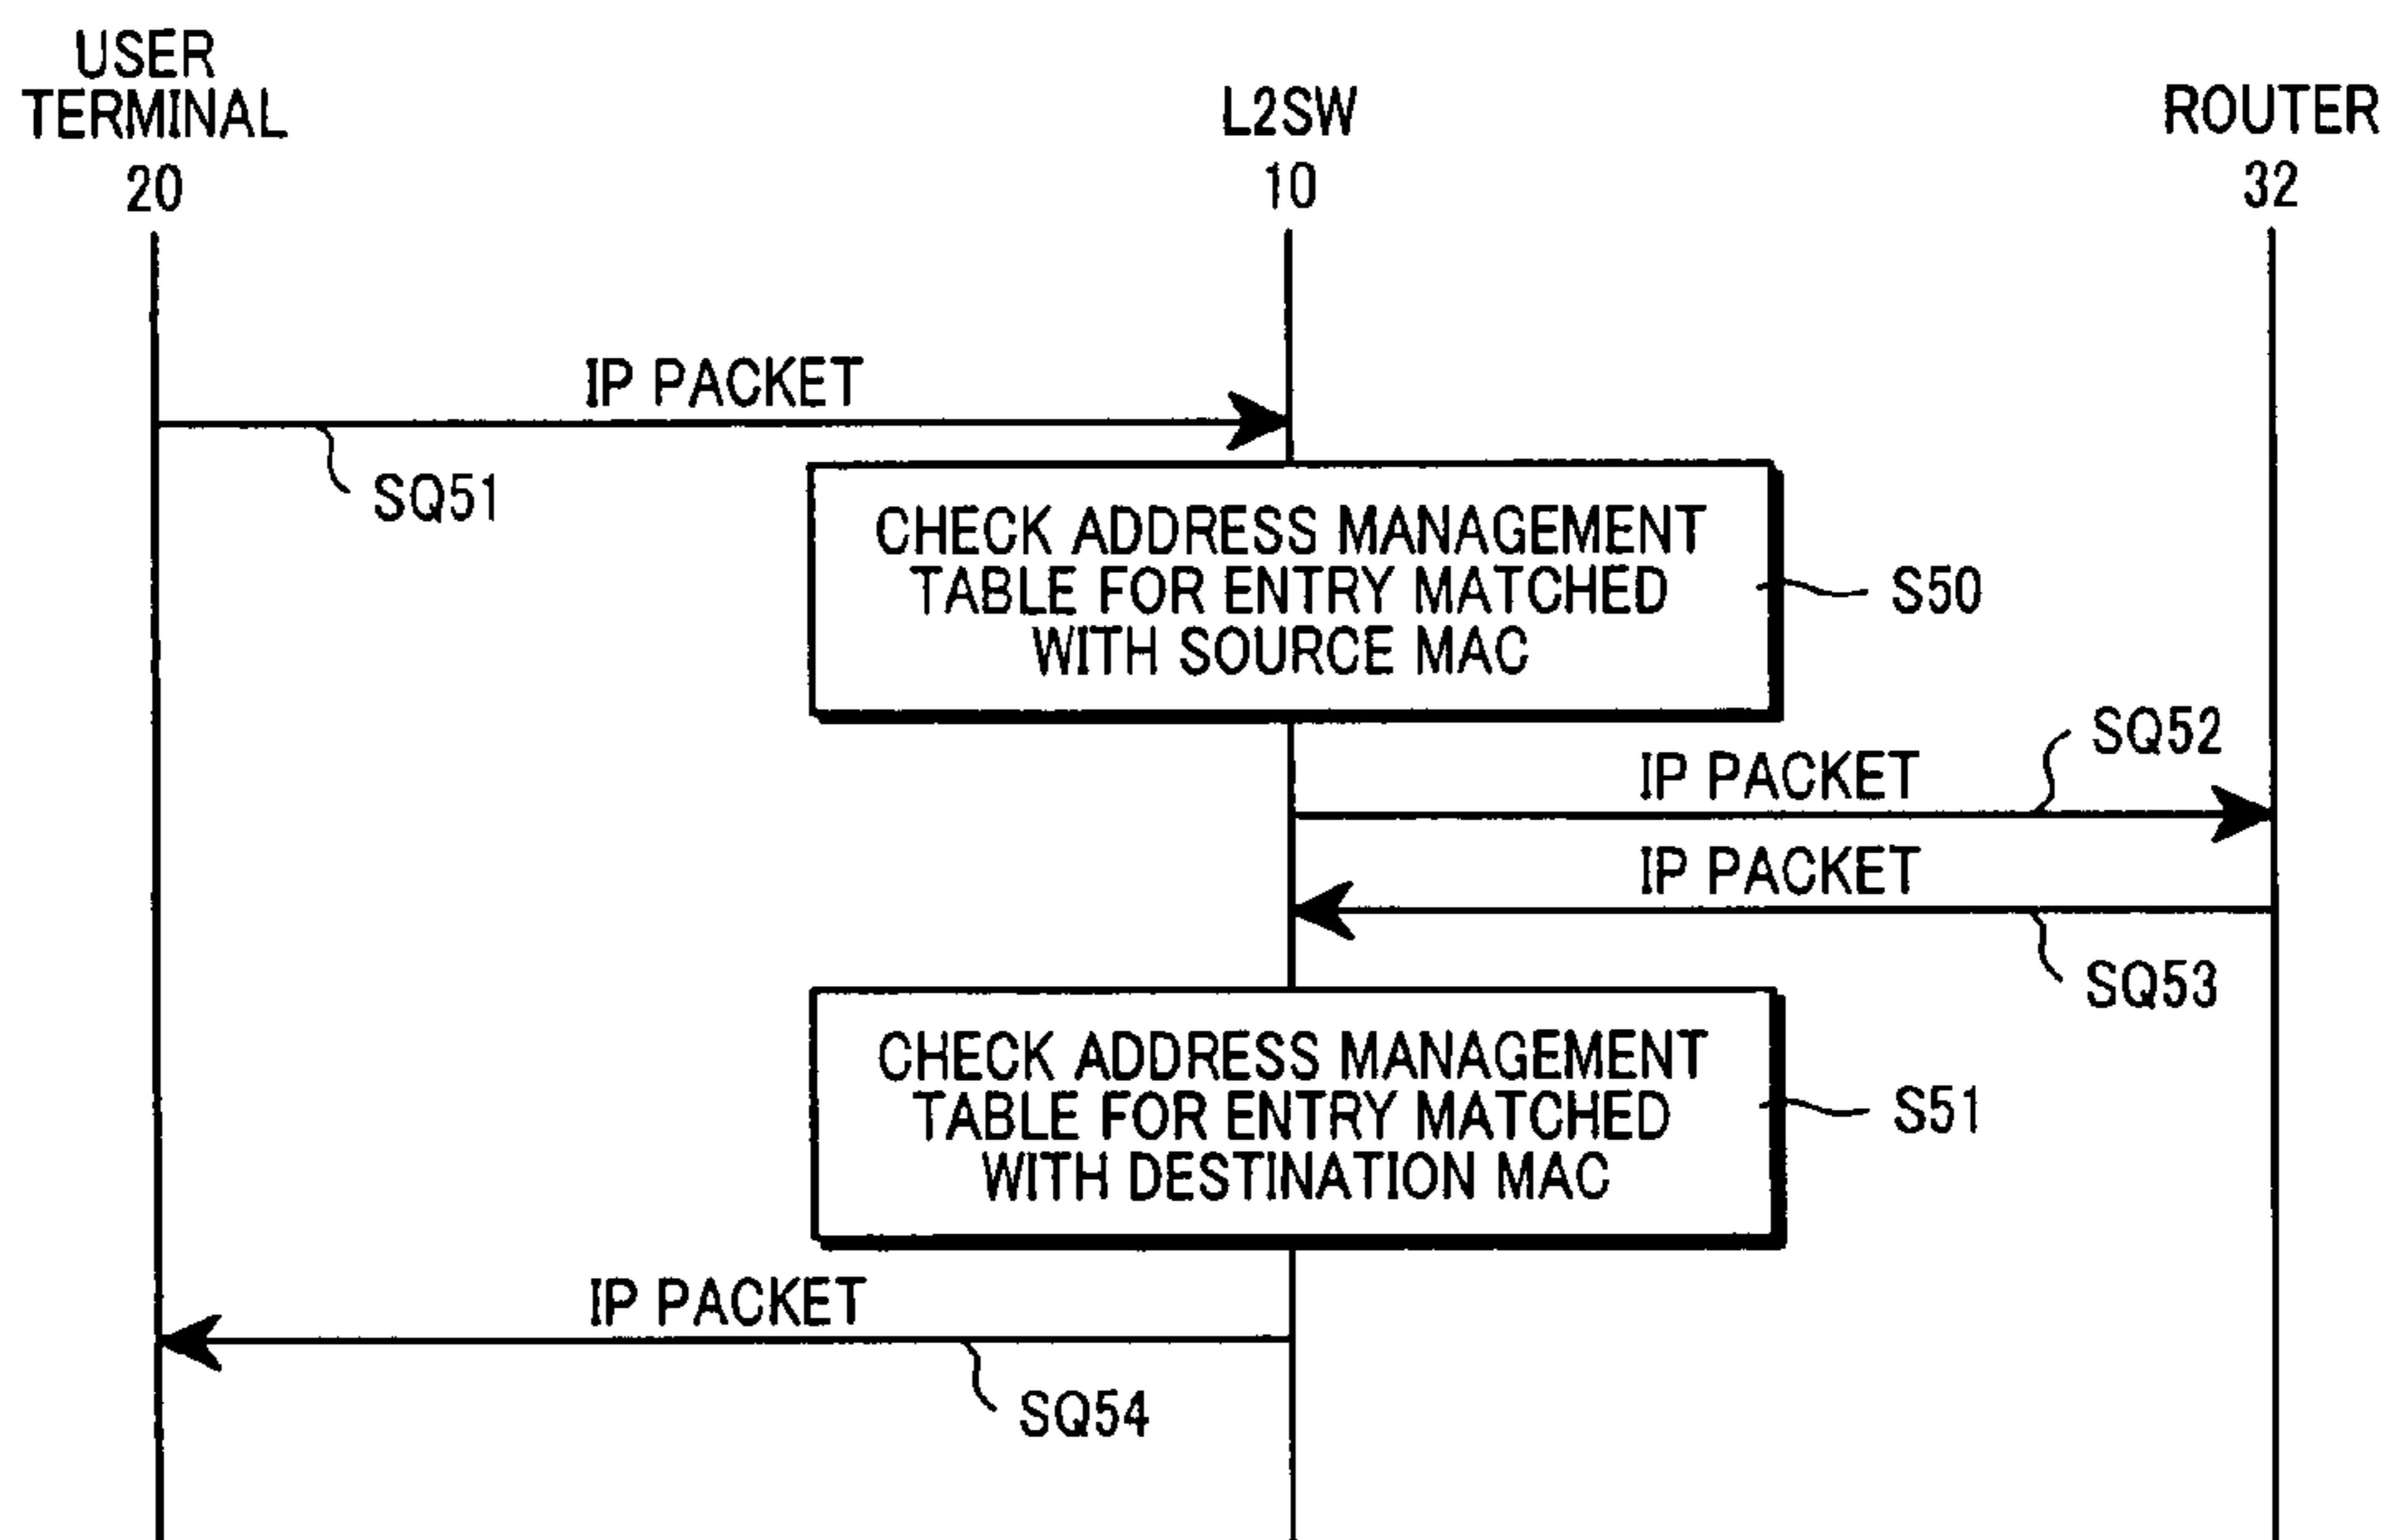 USER
TERMINAL
20
L2SW
10
ROUTER
32
IP PACKET
SQ51
CHECK ADDRESS MANAGEMENT
TABLE FOR ENTRY MATCHED
WITH SOURCE MAC
S50
SQ52
IP PACKET
IP PACKET
SQ53
CHECK ADDRESS MANAGEMENT
TABLE FOR ENTRY MATCHED
WITH DESTINATION MAC
S51
IP PACKET
SQ54